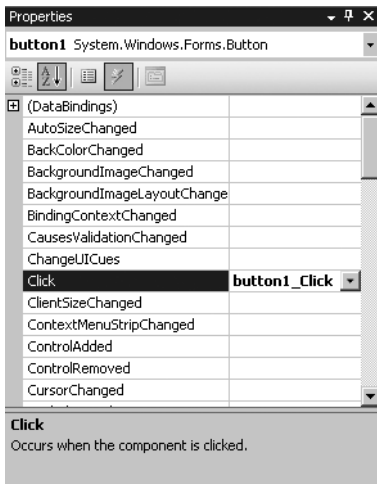 Properties
button1 System.Windows.Forms.Button
(DataBindings)
AutoSizeChanged
BackColorChanged
BackgroundImageChanged
BackgroundImageLayoutChange
BindingContextChanged
CausesValidationChanged
ChangeUICues
Click button1_Click
ClientSizeChanged
ContextMenuStripChanged
ControlAdded
ControlRemoved
CursorChanged
Click
Occurs when the component is clicked.